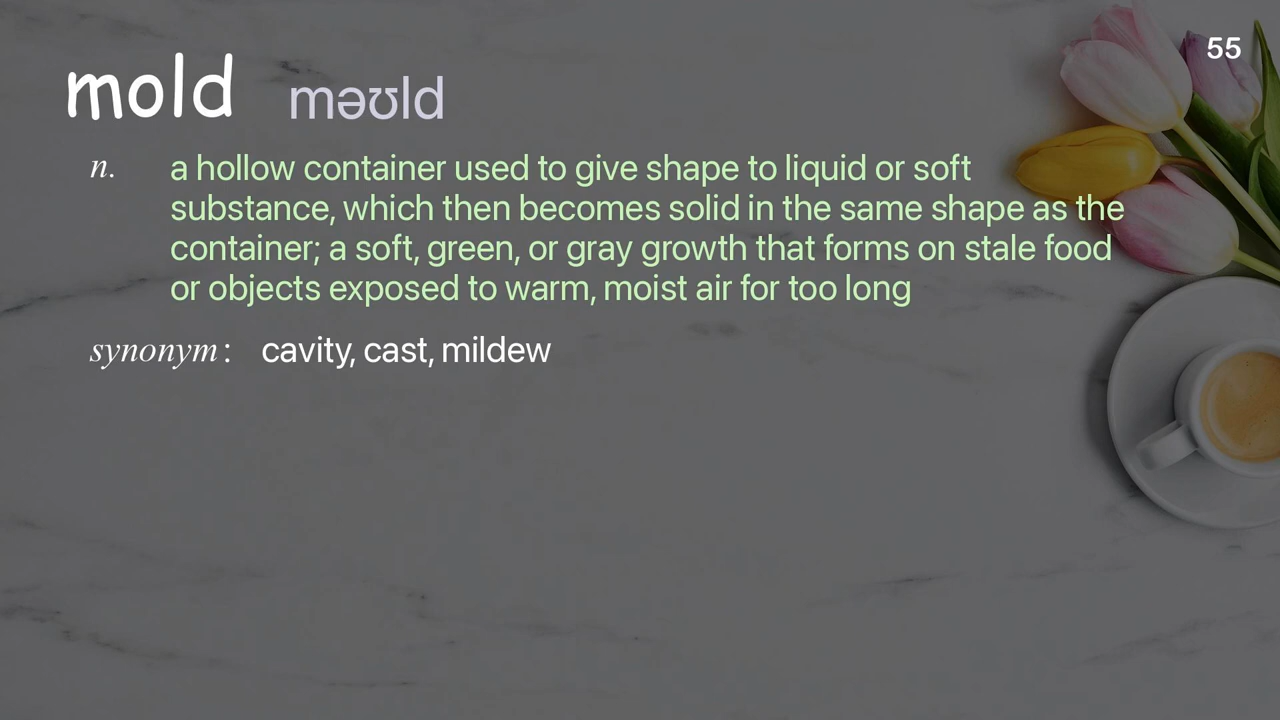 55
mold məʊld
n. a hollow container used to give shape to liquid or soft
substance, which then becomes solid in the same shape as the
container; a soft, green, or gray growth that forms on stale food
or objects exposed to warm, moist air for too long
synonym: cavity, cast, mildew